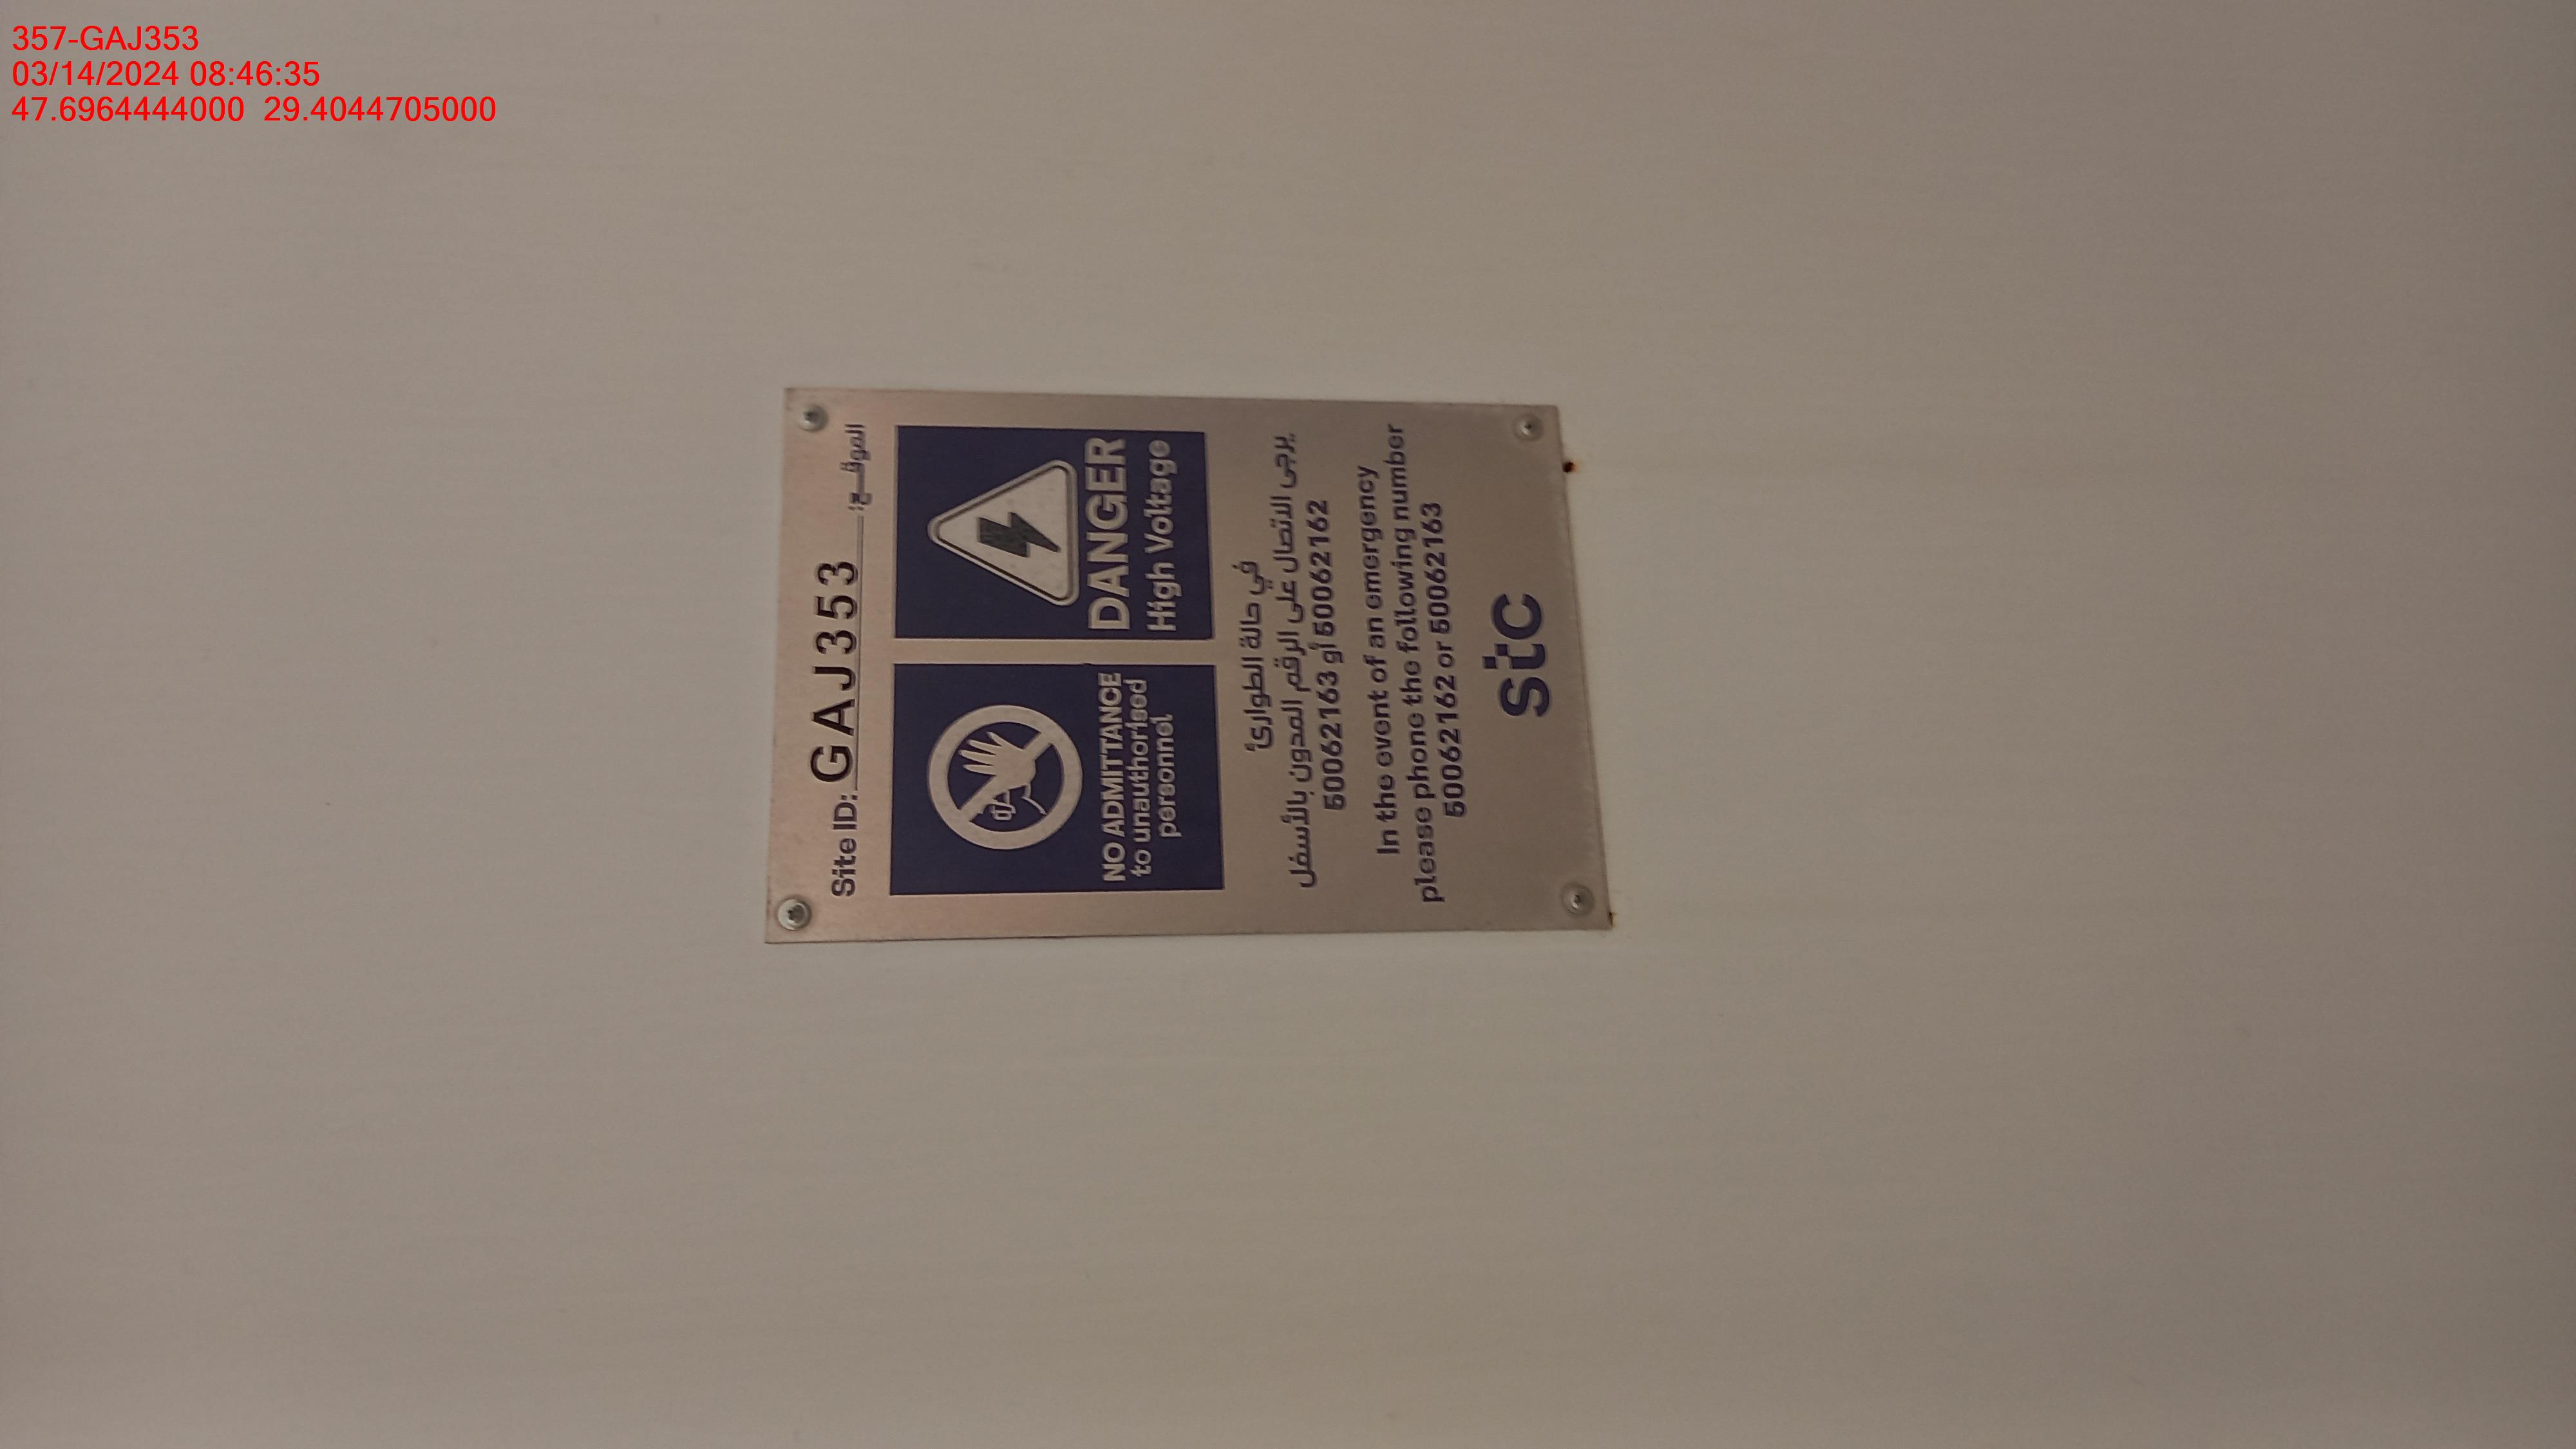 357-GAJ353
03/14/2024 08:46:35
47.6964444000 29.4044705000
Site ID: GAJ353 الموقـــع:
NO ADMITTANCE
to unauthorised
personnel
DANGER
High Voltage
في حالة الطوارئ
يرجى الاتصال على الرقم المدون بالأسفل
50062162 أو 50062163
In the event of an emergency
please phone the following number
50062162 or 50062163
stc